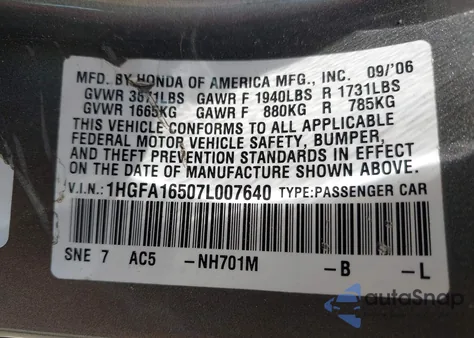 MFD. BY HONDA OF AMERICA MFG., INC. 09/'06
GVWR 3671LBS GAWR F 1940LBS R 1731LBS
GVWR 1665KG GAWR F 880KG R 785KG
THIS VEHICLE CONFORMS TO ALL APPLICABLE
FEDERAL MOTOR VEHICLE SAFETY, BUMPER,
AND THEFT PREVENTION STANDARDS IN EFFECT
ON THE DATE OF MANUFACTURE SHOWN ABOVE.
V.I.N.: 1HGFA16507L007640 TYPE:PASSENGER CAR
SNE 7 AC5 -NH701M -B -L
autoSnap